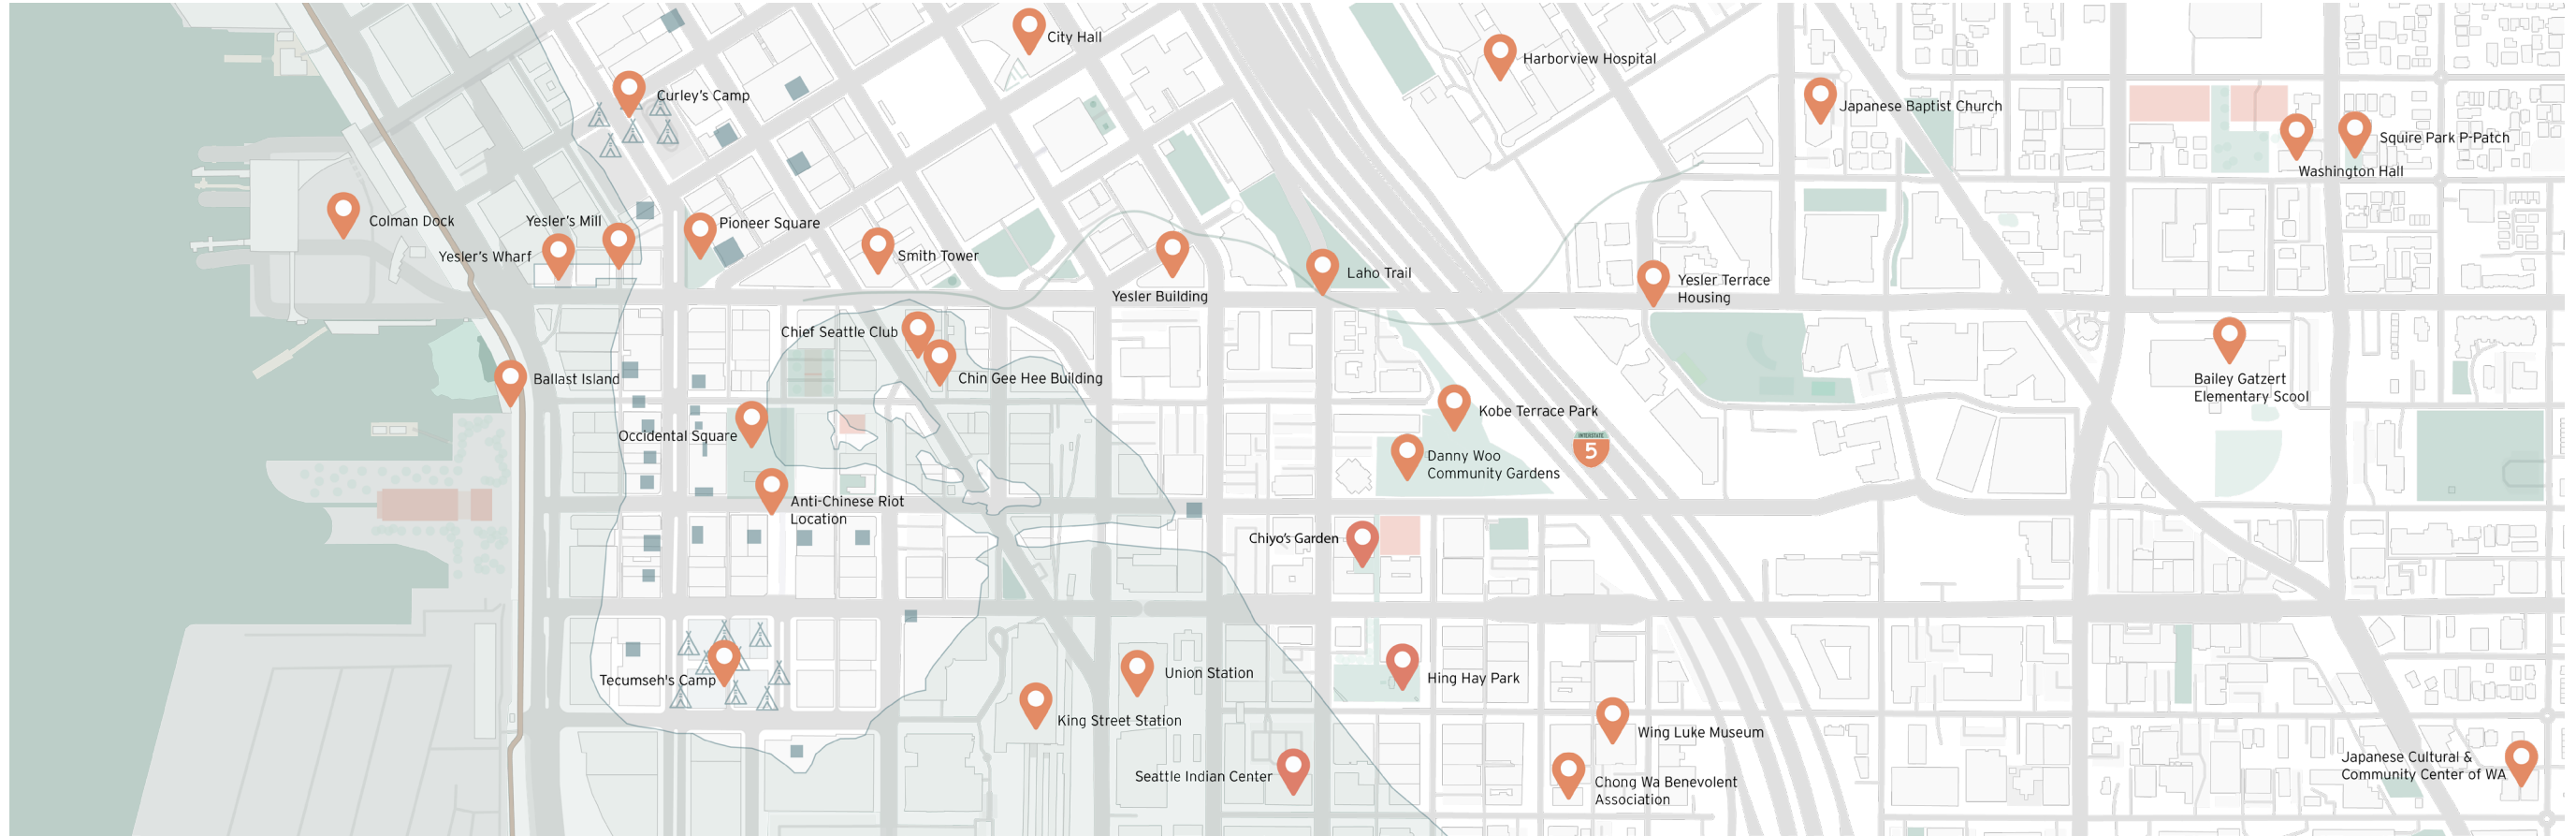 City Hall
Harborview Hospital
Curley's Camp
Japanese Baptist Church
Squire Park P-Patch
Washington Hall
Colman Dock
Yesler's Mill
Pioneer Square
Yesler's Wharf
Smith Tower
Laho Trail
Yesler Terrace
Housing
Yesler Building
Chief Seattle Club
Chin Gee Hee Building
Ballast Island
Bailey Gatzert
Elementary Scool
Kobe Terrace Park
Occidental Square
INTERSTATE
5
Danny Woo
Community Gardens
Anti-Chinese Riot
Location
Chiyo's Garden
Tecumseh's Camp
Union Station
Hing Hay Park
King Street Station
Wing Luke Museum
Seattle Indian Center
Chong Wa Benevolent
Association
Japanese Cultural &
Community Center of WA